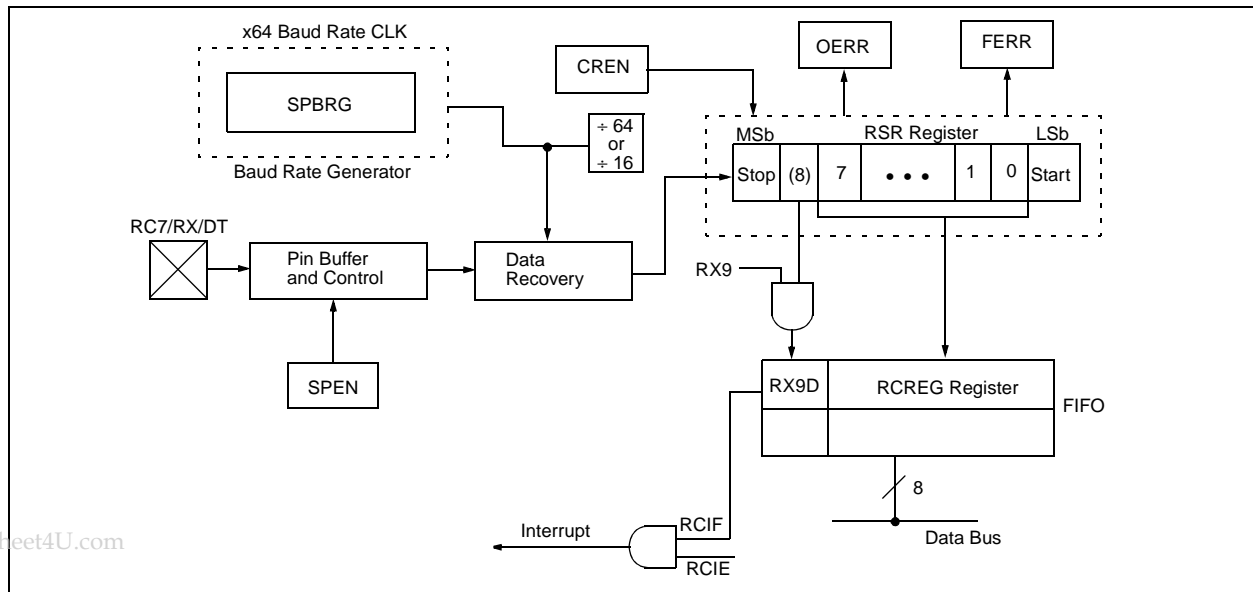 x64 Baud Rate CLK
SPBRG
Baud Rate Generator
CREN
OERR
FERR
÷ 64
or
÷ 16
MSb
RSR Register
LSb
Stop (8) 7 • • • 1 0 Start
RC7/RX/DT
Pin Buffer
and Control
Data
Recovery
RX9
SPEN
RX9D
RCREG Register
FIFO
8
Data Bus
Interrupt
RCIF
RCIE
heet4U.com